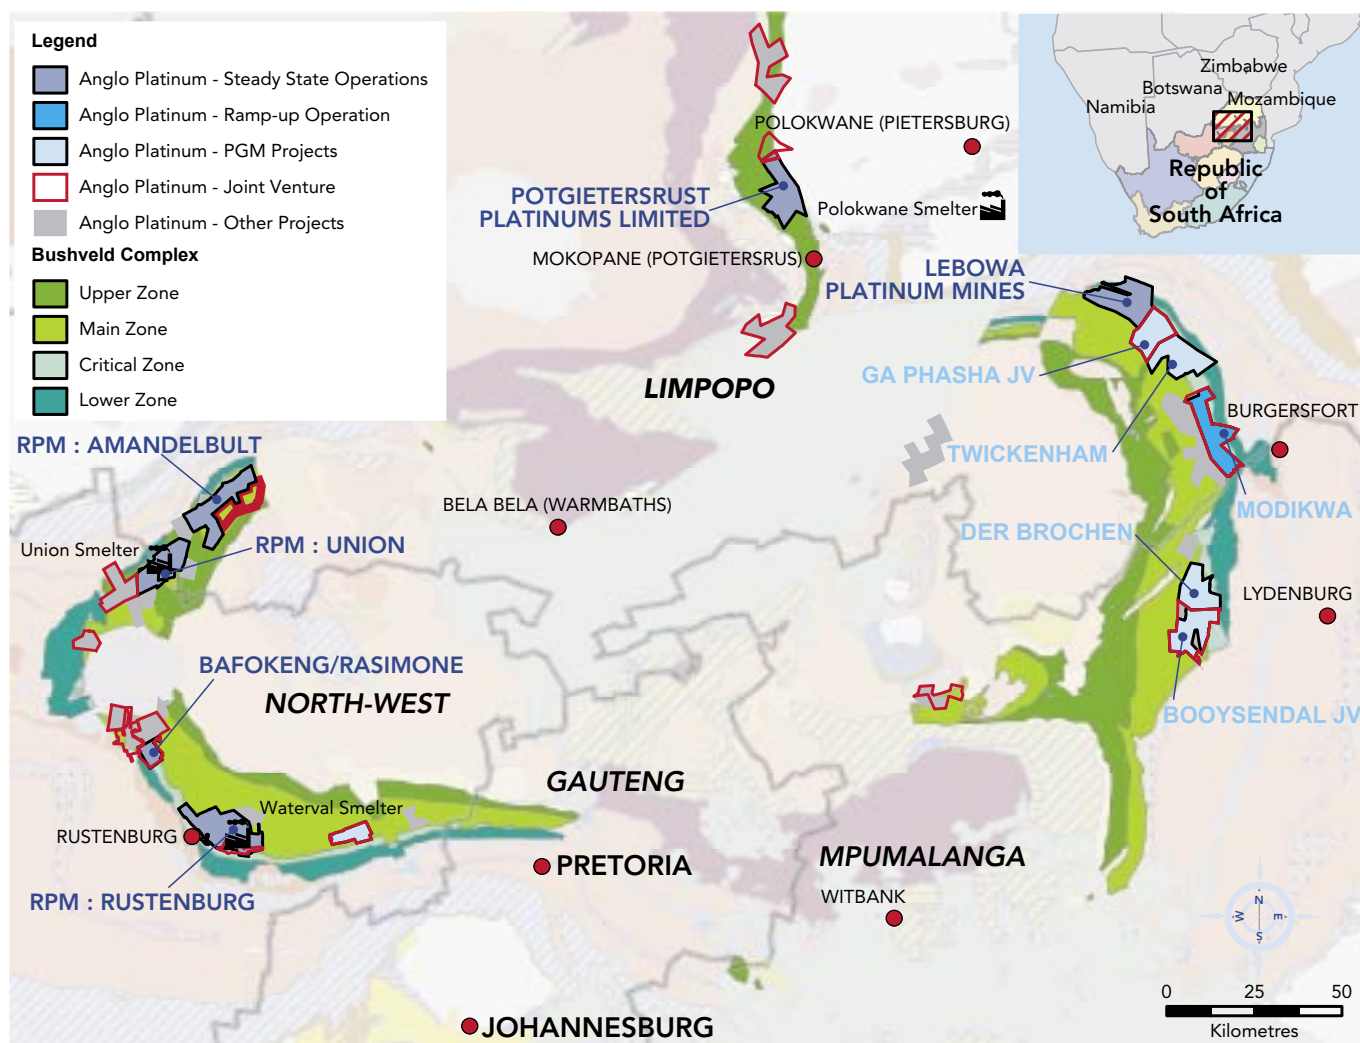 Legend
Anglo Platinum - Steady State Operations
Anglo Platinum - Ramp-up Operation
Anglo Platinum - PGM Projects
Anglo Platinum - Joint Venture
Anglo Platinum - Other Projects
Bushveld Complex
Upper Zone
Main Zone
Critical Zone
Lower Zone
Zimbabwe
Botswana
Namibia
Mozambique
Republic
of
South Africa
POLOKWANE (PIETERSBURG)
POTGIETERSRUST
PLATINUMS LIMITED
Polokwane Smelter
MOKOPANE (POTGIETERSRUS)
LEBOWA
PLATINUM MINES
LIMPOPO
GA PHASHA JV
BURGERSFORT
TWICKENHAM
RPM : AMANDELBULT
BELA BELA (WARMBATHS)
MODIKWA
DER BROCHEN
Union Smelter
RPM : UNION
LYDENBURG
BAFOKENG/RASIMONE
NORTH-WEST
BOOYSENDAL JV
GAUTENG
Waterval Smelter
RUSTENBURG
PRETORIA
MPUMALANGA
RPM : RUSTENBURG
WITBANK
N
W
E
S
0 25 50
Kilometres
JOHANNESBURG